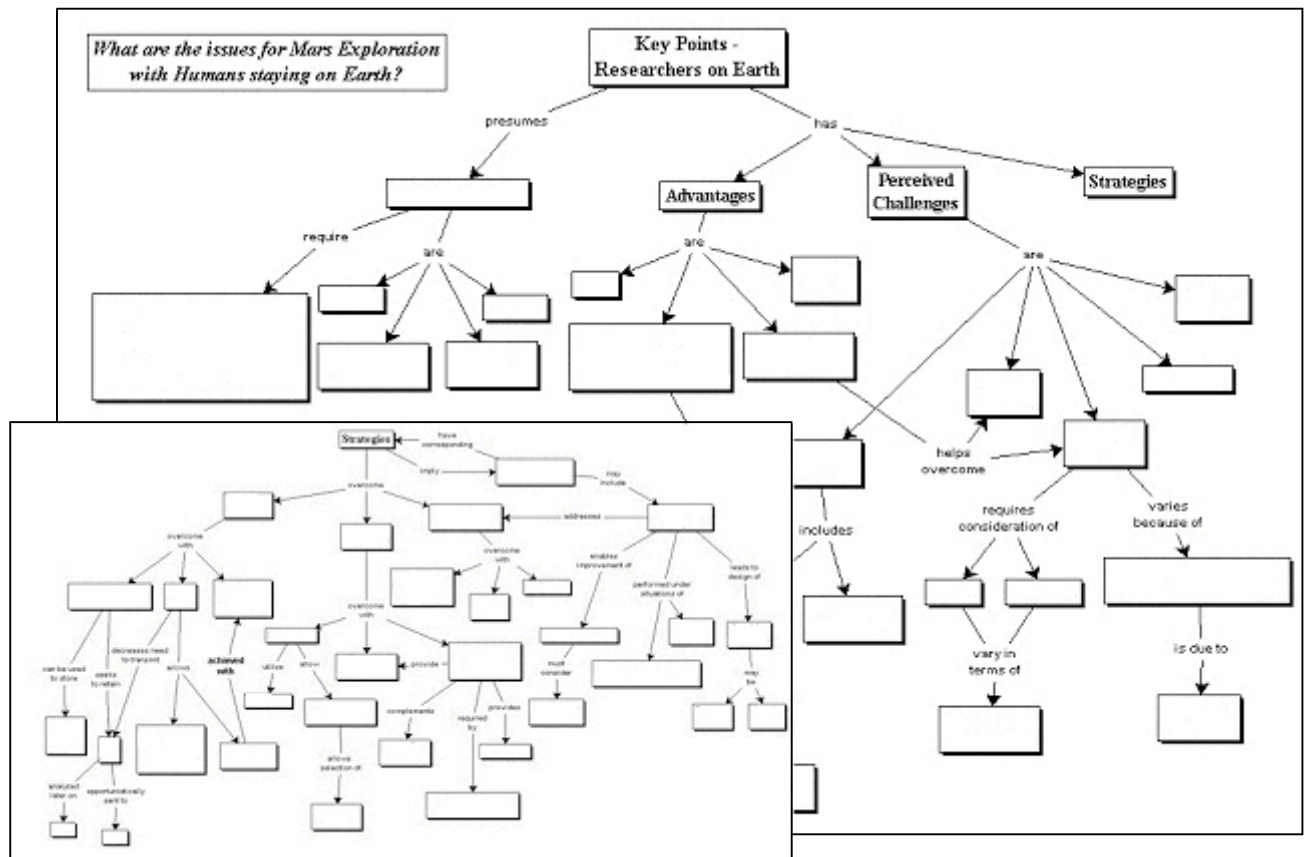 What are the issues for Mars Exploration
with Humans staying on Earth?
Key Points -
Researchers on Earth
presumes
has
Advantages
Perceived
Challenges
Strategies
require
are
are
are
helps
overcome
includes
requires
consideration of
varies
because of
vary in
terms of
is due to
Strategies
have
corresponding
imply
may
include
overcome
addresses
overcome
with
overcome
with
enables
improvement of
performed under
situations of
leads to
design of
overcome
with
can be used
to store
seeks
to retain
decreases need
to transmit
allows
achieved
with
utilize
allow
provide
must
consider
may
be
complements
required
by
provides
allows
selection of
analyzed
later on
opportunistically
sent to